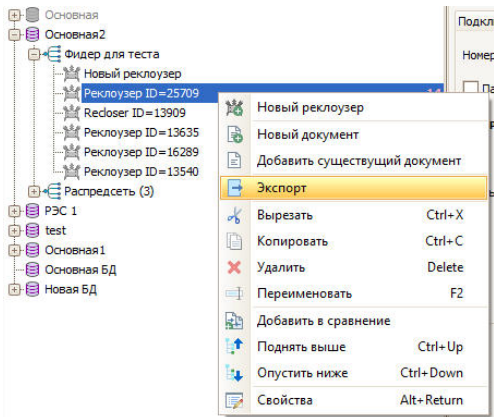 Основная
Основная2
Фидер для теста
Новый реклоузер
Реклоузер ID=25709
Recloser ID=13909
Реклоузер ID=13635
Реклоузер ID=16289
Реклоузер ID=13540
Распредсеть (3)
РЭС 1
test
Основная1
Основная БД
Новая БД
Подкл
Номер
Па
Новый реклоузер
Новый документ
Добавить существущий документ
Экспорт
Вырезать Ctrl+X
Копировать Ctrl+C
Удалить Delete
Переименовать F2
Добавить в сравнение
Поднять выше Ctrl+Up
Опустить ниже Ctrl+Down
Свойства Alt+Return